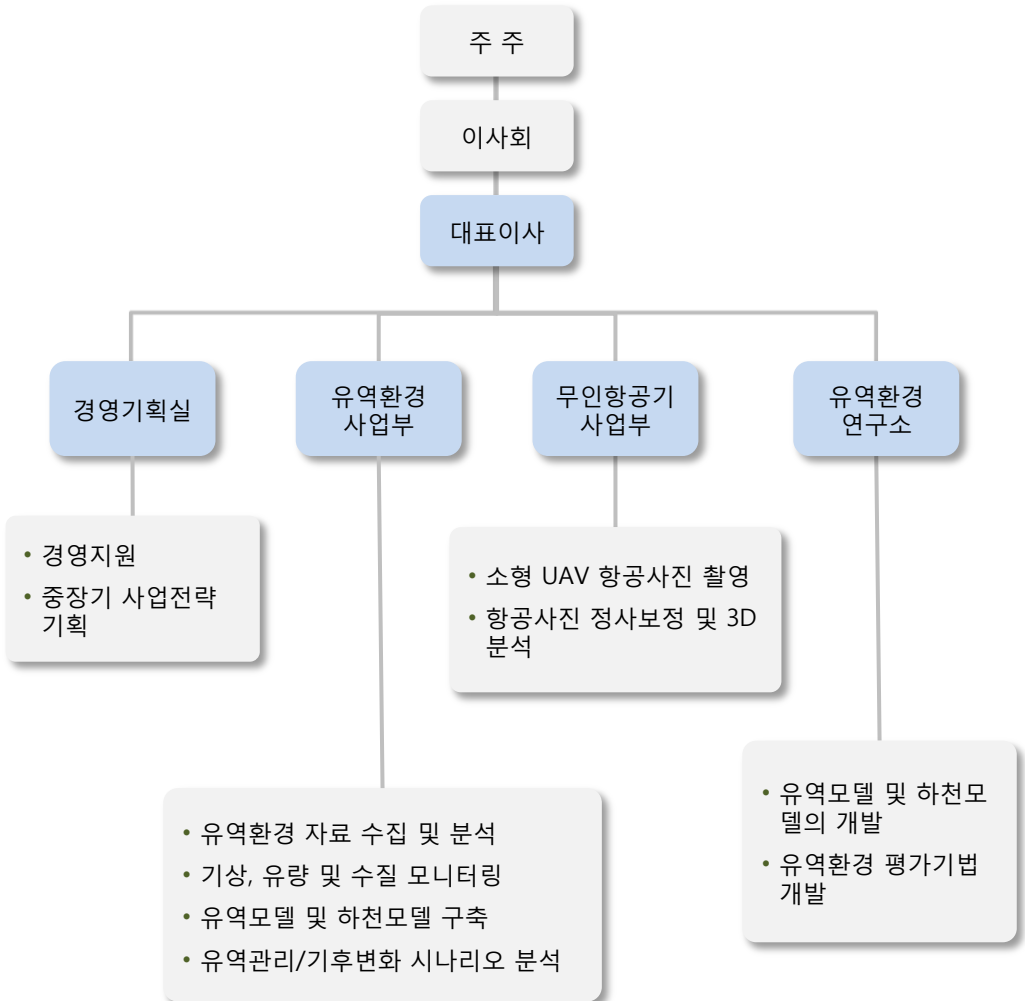 주 주
이사회
대표이사
경영기획실
유역환경
사업부
무인항공기
사업부
유역환경
연구소
• 경영지원
• 중장기 사업전략
기획
• 소형 UAV 항공사진 촬영
• 항공사진 정사보정 및 3D
분석
• 유역환경 자료 수집 및 분석
• 기상, 유량 및 수질 모니터링
• 유역모델 및 하천모델 구축
• 유역관리/기후변화 시나리오 분석
• 유역모델 및 하천모
델의 개발
• 유역환경 평가기법
개발